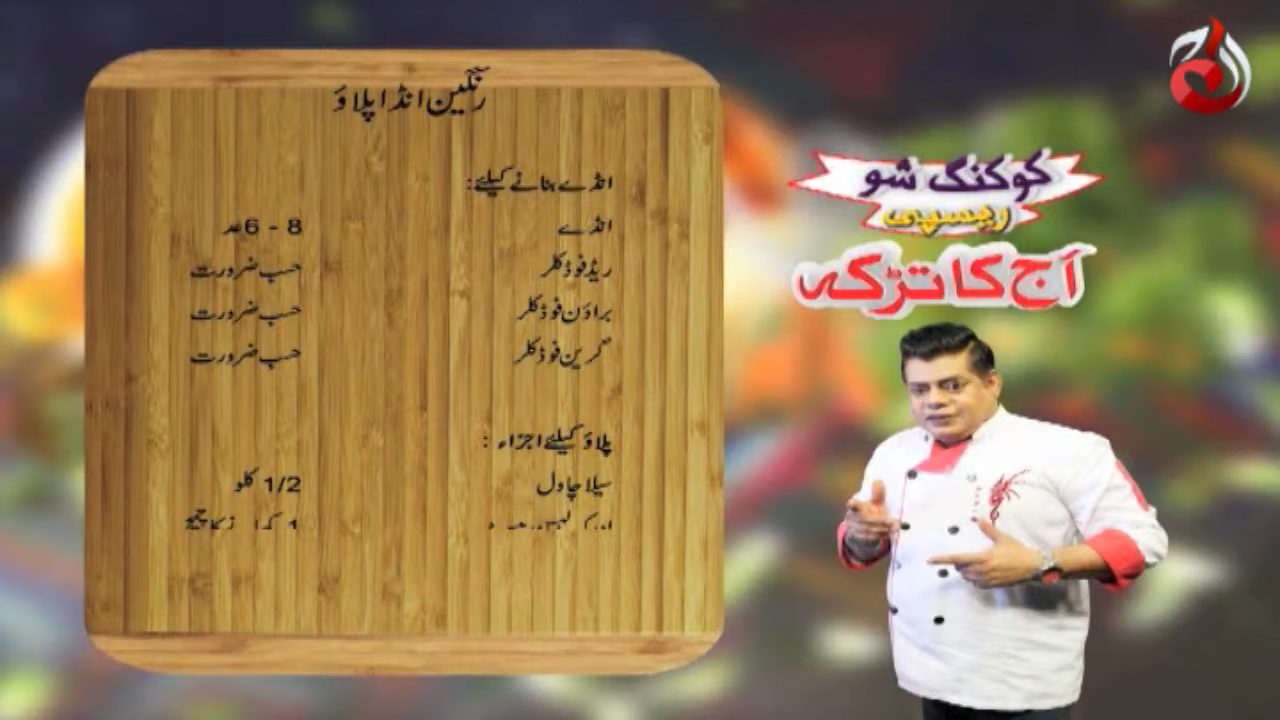 رنگین انڈا پلاؤ
انڈے بنانے کیلئے:
انڈے 6 - 8 عدد
ریڈ فوڈ کلر حسب ضرورت
براؤن فوڈ کلر حسب ضرورت
گرین فوڈ کلر حسب ضرورت
پلاؤ کیلئے اجزاء :
سیلا چاول 1/2 کلو
کوکنگ شو
ریسپی
آج کا تڑکہ